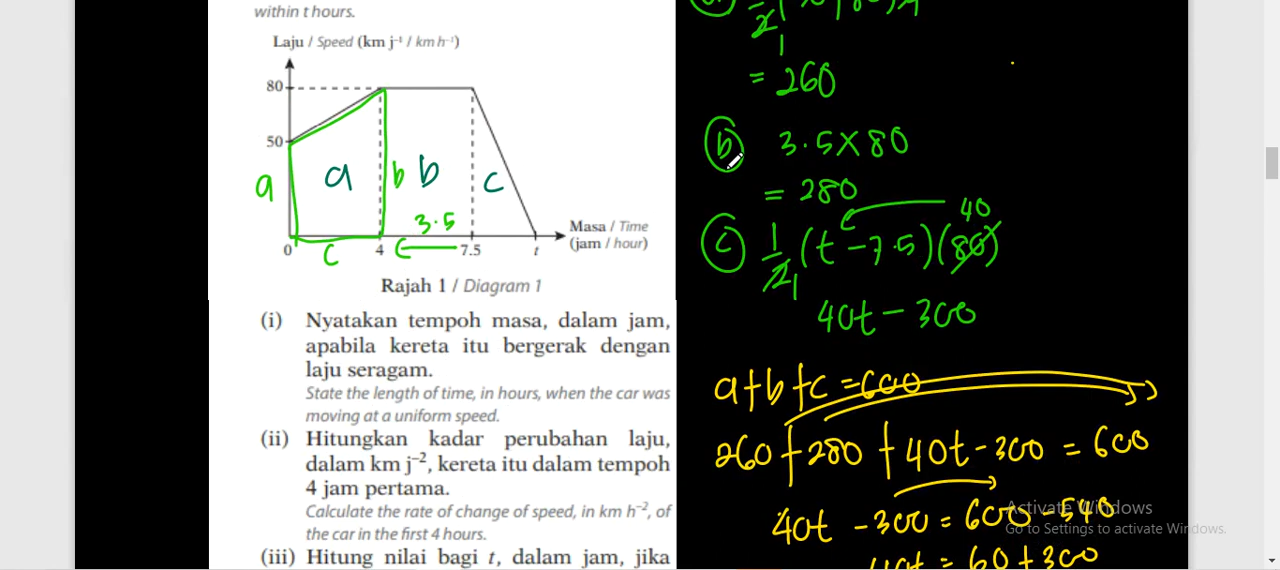 within t hours.
Laju / Speed (km j⁻¹ / km h⁻¹)
80
50
a
a
b
b
c
3.5
Masa / Time
(jam / hour)
0
c
4
7.5
t
Rajah 1 / Diagram 1
(i) Nyatakan tempoh masa, dalam jam,
apabila kereta itu bergerak dengan
laju seragam.
State the length of time, in hours, when the car was
moving at a uniform speed.
(ii) Hitungkan kadar perubahan laju,
dalam km j⁻², kereta itu dalam tempoh
4 jam pertama.
Calculate the rate of change of speed, in km h⁻², of
the car in the first 4 hours.
(iii) Hitung nilai bagi t, dalam jam, jika
= 260
(b) 3.5 × 80
= 280
(c) 1/2 (t - 7.5)(80)
40
1
40t - 300
a + b + c = 600
260 + 280 + 40t - 300 = 600
40t - 300 = 600 - 540
40t = 60 + 300
Activate Windows
Go to Settings to activate Windows.